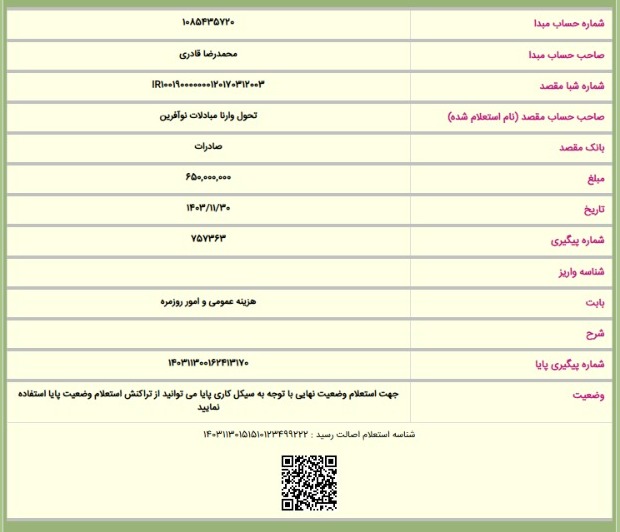 شماره حساب مبدا ۱۰۸۵۴۳۵۷۲۰
صاحب حساب مبدا محمدرضا قادری
شماره شبا مقصد IR۱۰۰۱۹۰۰۰۰۰۰۰۱۲۰۱۷۰۳۱۲۰۰۳
صاحب حساب مقصد (نام استعلام شده) تحول وارنا مبادلات نوآفرین
بانک مقصد صادرات
مبلغ ۶۵۰,۰۰۰,۰۰۰
تاریخ ۱۴۰۳/۱۱/۳۰
شماره پیگیری ۷۵۷۳۶۳
شناسه واریز
بابت هزینه عمومی و امور روزمره
شرح
شماره پیگیری پایا ۱۴۰۳۱۱۳۰۰۱۶۲۴۱۳۱۷۰
وضعیت جهت استعلام وضعیت نهایی با توجه به سیکل کاری پایا می توانید از تراکنش استعلام وضعیت پایا استفاده
نمایید
شناسه استعلام اصالت رسید : ۱۴۰۳۱۱۳۰۱۵۱۵۱۰۱۲۳۴۹۹۲۲۲